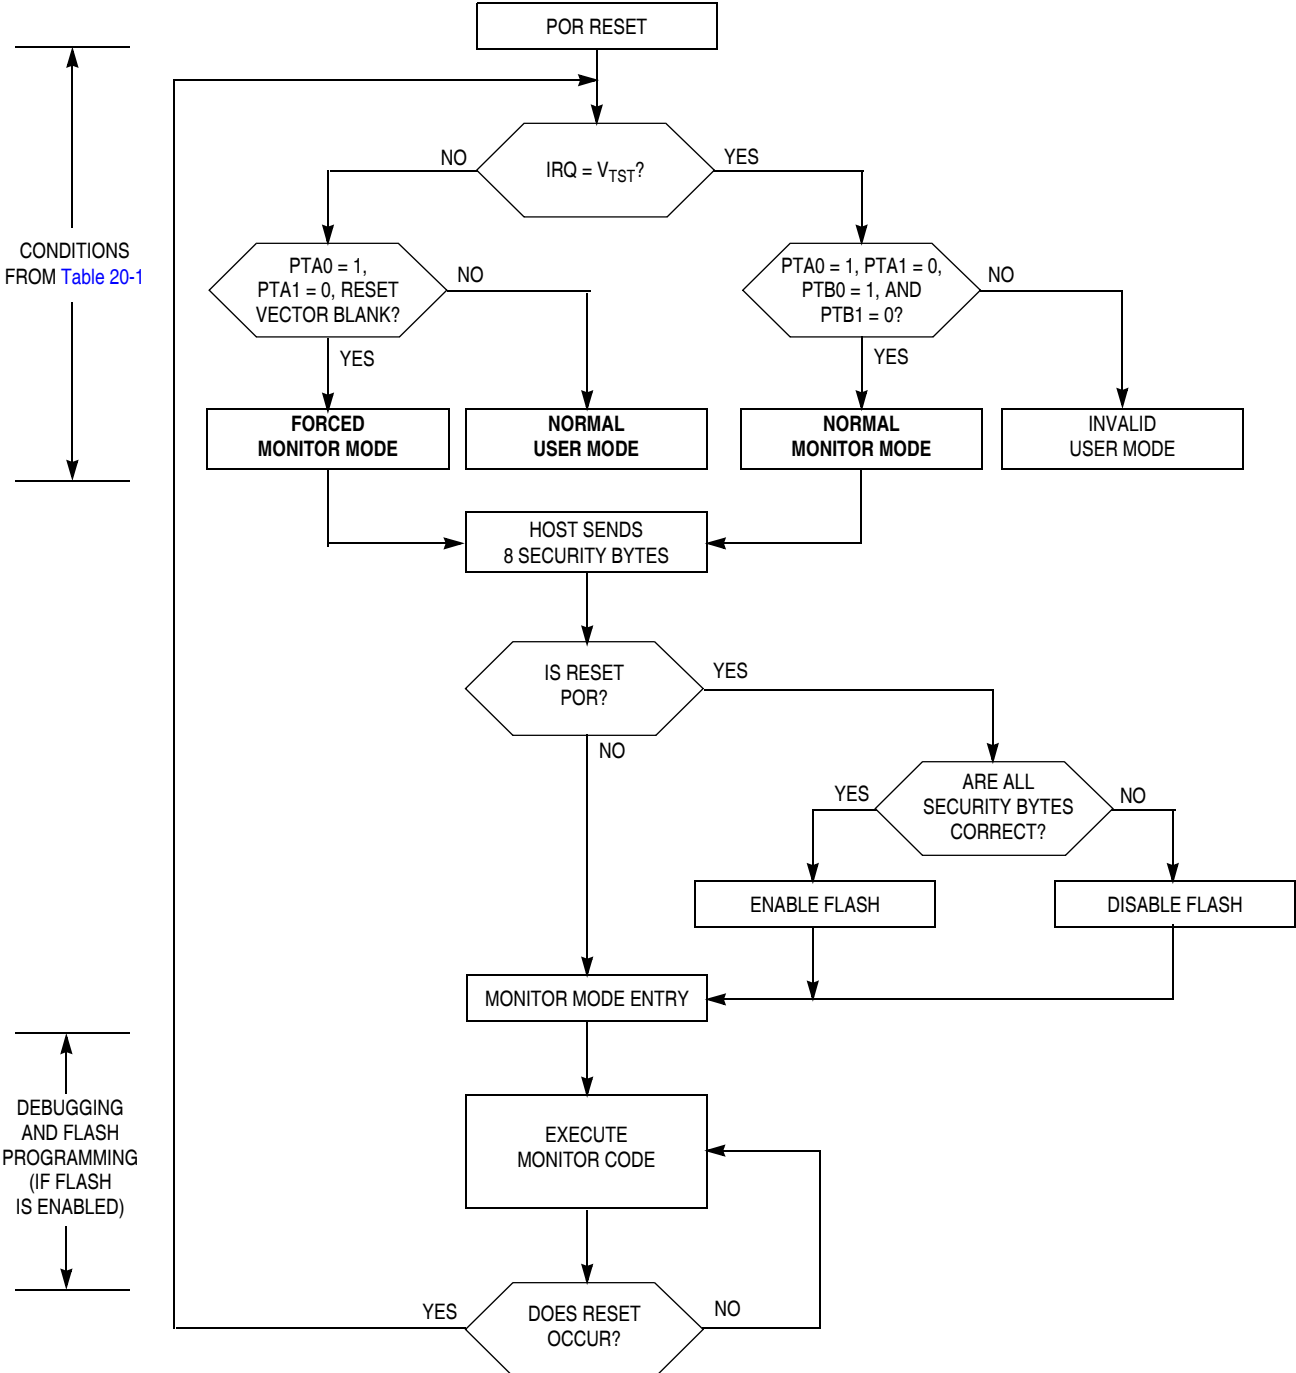 POR RESET
NO
YES
IRQ = VTST?
CONDITIONS
FROM Table 20-1
PTA0 = 1,
PTA1 = 0, RESET
VECTOR BLANK?
NO
YES
PTA0 = 1, PTA1 = 0,
PTB0 = 1, AND
PTB1 = 0?
NO
YES
FORCED
MONITOR MODE
NORMAL
USER MODE
NORMAL
MONITOR MODE
INVALID
USER MODE
HOST SENDS
8 SECURITY BYTES
IS RESET
POR?
YES
NO
ARE ALL
SECURITY BYTES
CORRECT?
YES
NO
ENABLE FLASH
DISABLE FLASH
MONITOR MODE ENTRY
DEBUGGING
AND FLASH
PROGRAMMING
(IF FLASH
IS ENABLED)
EXECUTE
MONITOR CODE
YES
DOES RESET
OCCUR?
NO